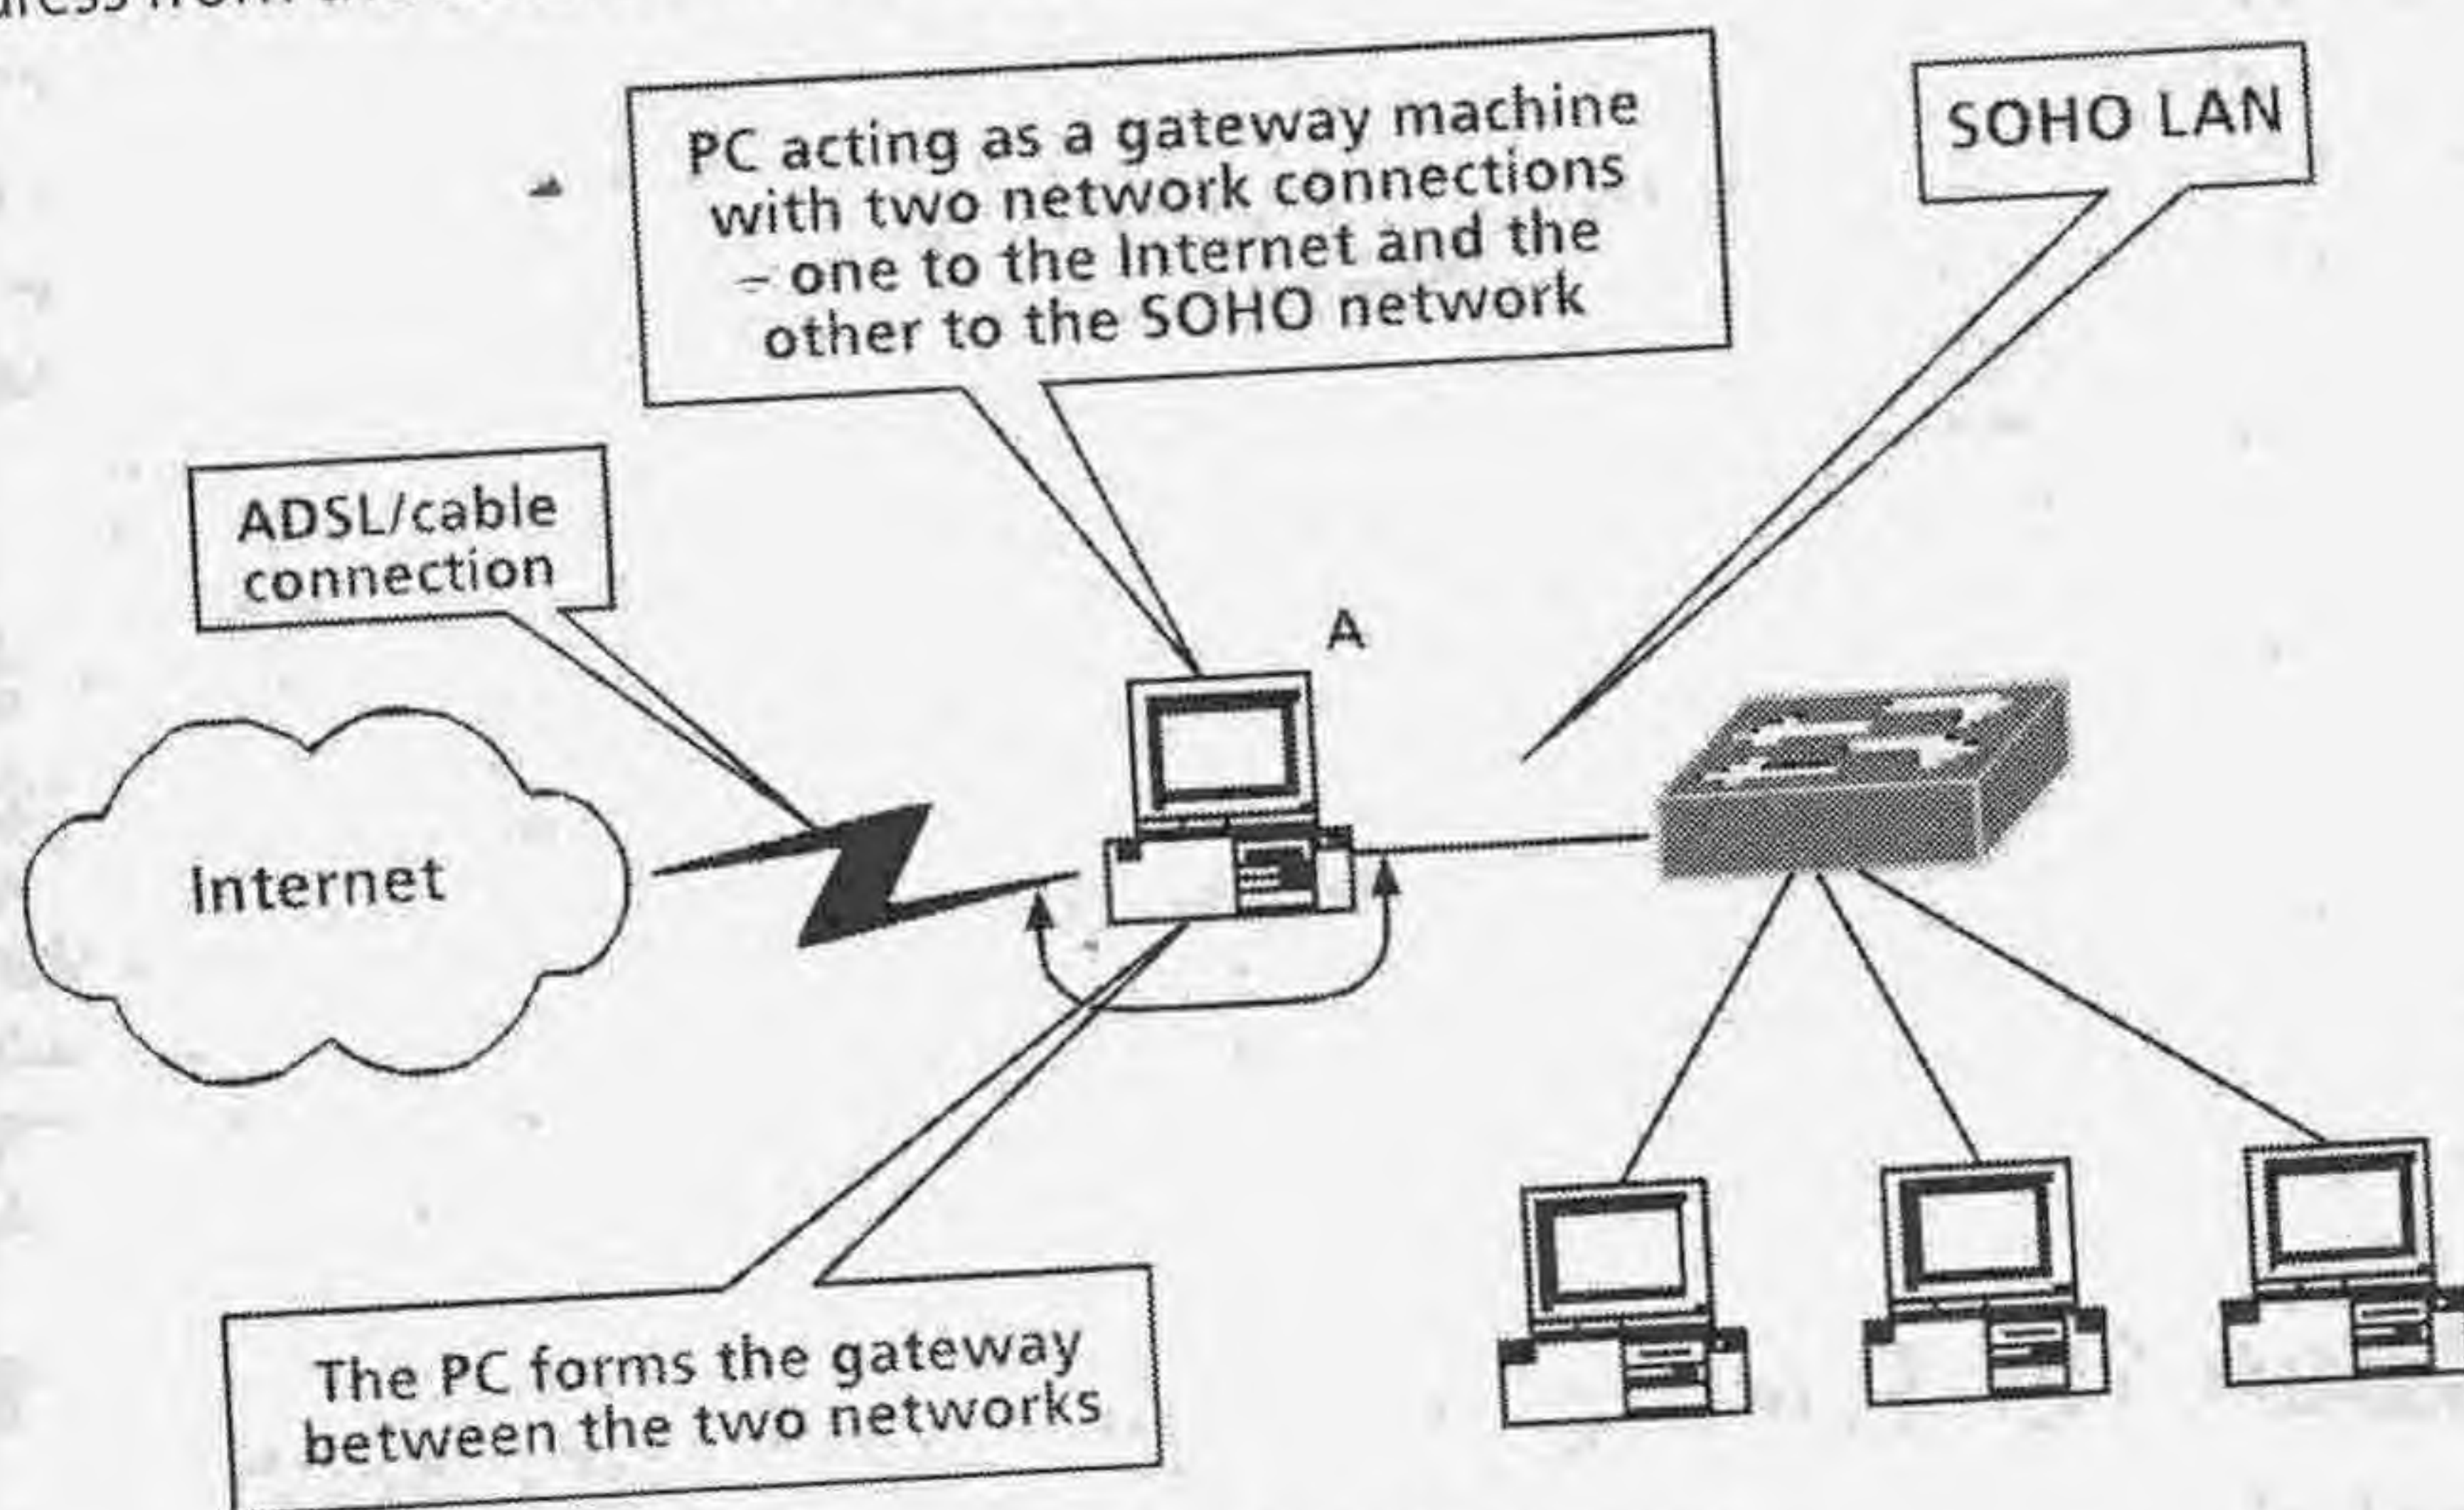 from
PC acting as a gateway machine
with two network connections
– one to the Internet and the
other to the SOHO network
SOHO LAN
ADSL/cable
connection
A
Internet
The PC forms the gateway
between the two networks